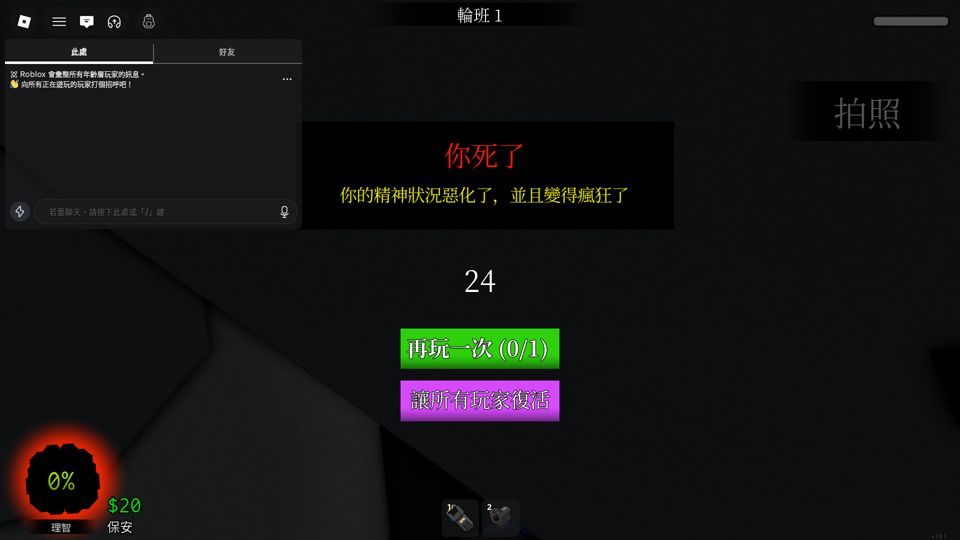 輪班 1
此處
好友
Roblox 會彙整所有年齡層玩家的訊息。
向所有正在遊玩的玩家打個招呼吧！
拍照
你死了
你的精神狀況惡化了，並且變得瘋狂了
若要聊天，請按下此處或「/」鍵
24
再玩一次 (0/1)
讓所有玩家復活
0%
$20
理智
保安
1
2